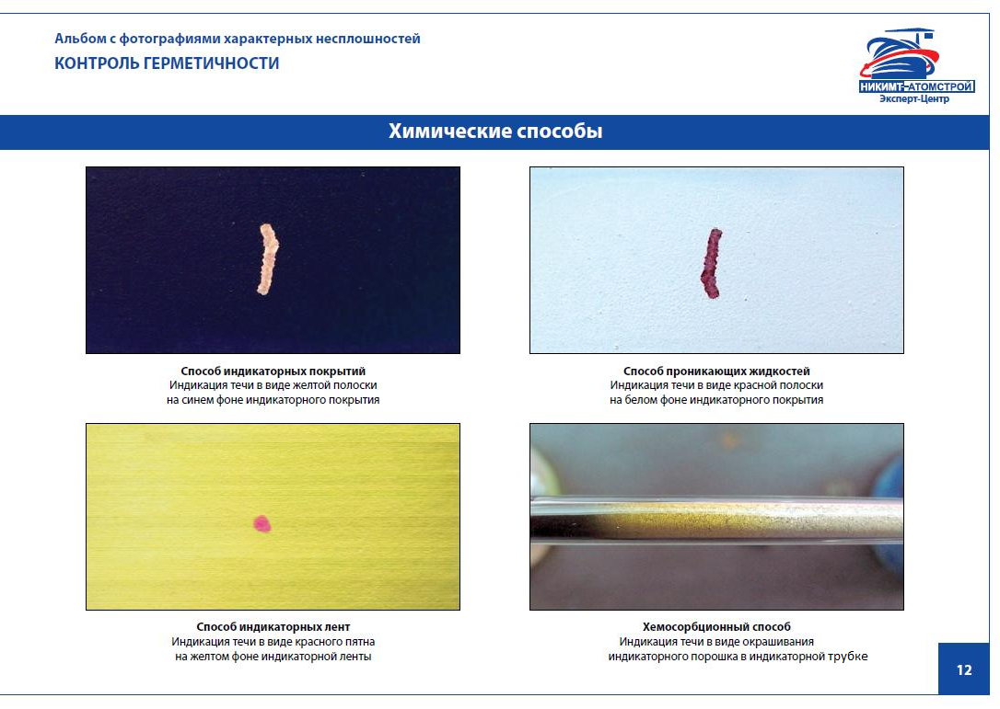 Альбом с фотографиями характерных несплошностей
КОНТРОЛЬ ГЕРМЕТИЧНОСТИ
НИКИМТ-АТОМСТРОЙ
Эксперт-Центр
Химические способы
Способ индикаторных покрытий
Индикация течи в виде желтой полоски
на синем фоне индикаторного покрытия
Способ проникающих жидкостей
Индикация течи в виде красной полоски
на белом фоне индикаторного покрытия
Способ индикаторных лент
Индикация течи в виде красного пятна
на желтом фоне индикаторной ленты
Хемосорбционный способ
Индикация течи в виде окрашивания
индикаторного порошка в индикаторной трубке
12